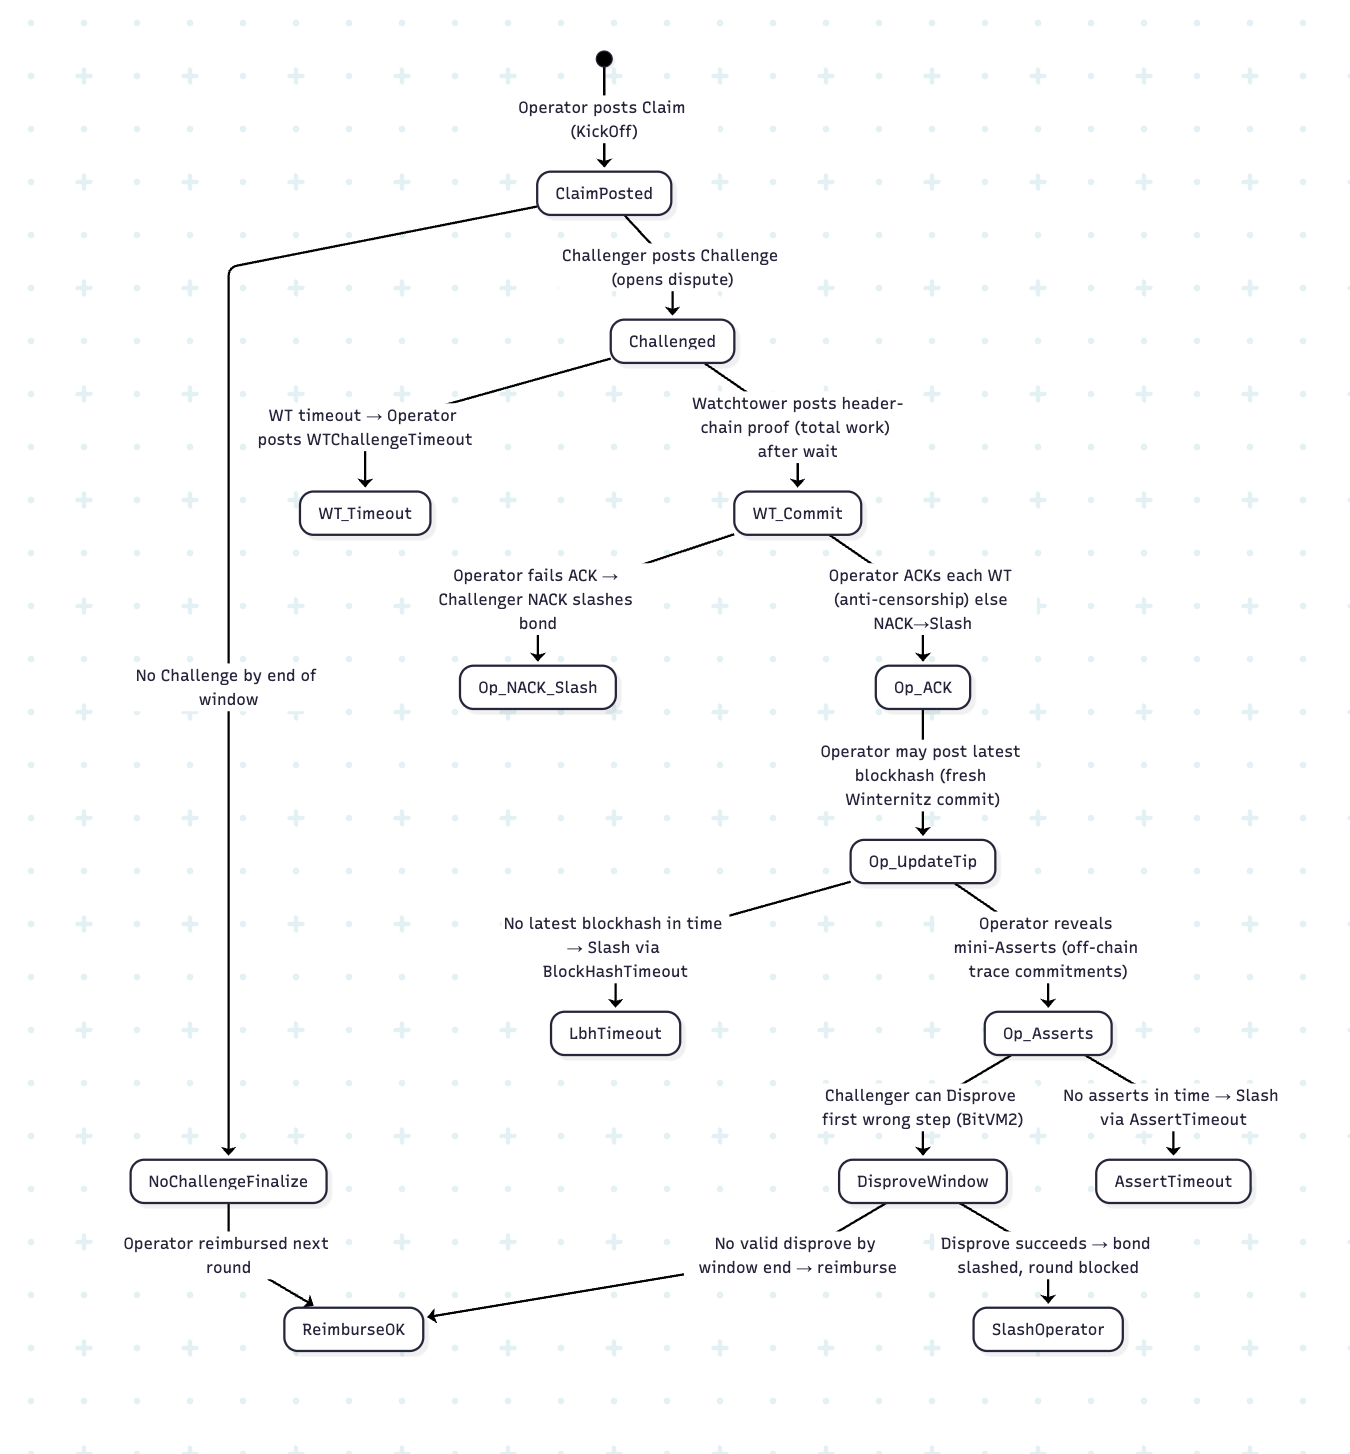 Operator posts Claim
(KickOff)
ClaimPosted
Challenger posts Challenge
(opens dispute)
Challenged
WT timeout → Operator
posts WTChallengeTimeout
Watchtower posts header-
chain proof (total work)
after wait
WT_Timeout
WT_Commit
Operator fails ACK →
Challenger NACK slashes
bond
Operator ACKs each WT
(anti-censorship) else
NACK→Slash
No Challenge by end of
window
Op_NACK_Slash
Op_ACK
Operator may post latest
blockhash (fresh
Winternitz commit)
Op_UpdateTip
No latest blockhash in time
→ Slash via
BlockHashTimeout
Operator reveals
mini-Asserts (off-chain
trace commitments)
LbhTimeout
Op_Asserts
Challenger can Disprove
first wrong step (BitVM2)
No asserts in time → Slash
via AssertTimeout
NoChallengeFinalize
DisproveWindow
AssertTimeout
Operator reimbursed next
round
No valid disprove by
window end → reimburse
Disprove succeeds → bond
slashed, round blocked
ReimburseOK
SlashOperator